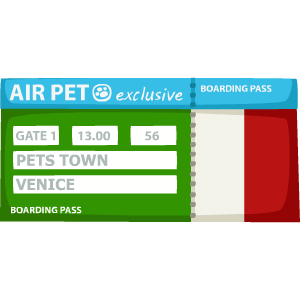 AIR PET exclusive
BOARDING PASS
GATE 1 13.00 56
PETS TOWN
VENICE
BOARDING PASS